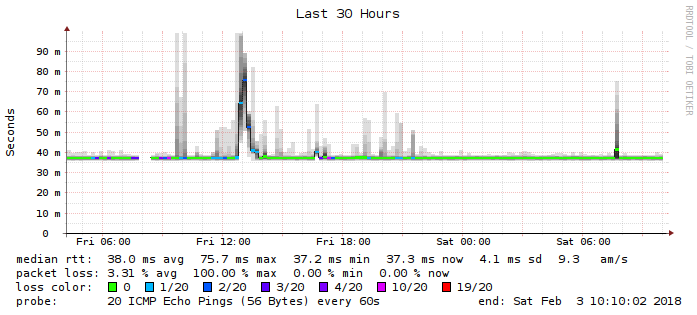 Last 30 Hours
RRDTOOL / TOBI OETIKER
Seconds
90 m
80 m
70 m
60 m
50 m
40 m
30 m
20 m
10 m
0
Fri 06:00 Fri 12:00 Fri 18:00 Sat 00:00 Sat 06:00
median rtt: 38.0 ms avg 75.7 ms max 37.2 ms min 37.3 ms now 4.1 ms sd 9.3 am/s
packet loss: 3.31 % avg 100.00 % max 0.00 % min 0.00 % now
loss color: 0 1/20 2/20 3/20 4/20 10/20 19/20
probe: 20 ICMP Echo Pings (56 Bytes) every 60s end: Sat Feb 3 10:10:02 2018